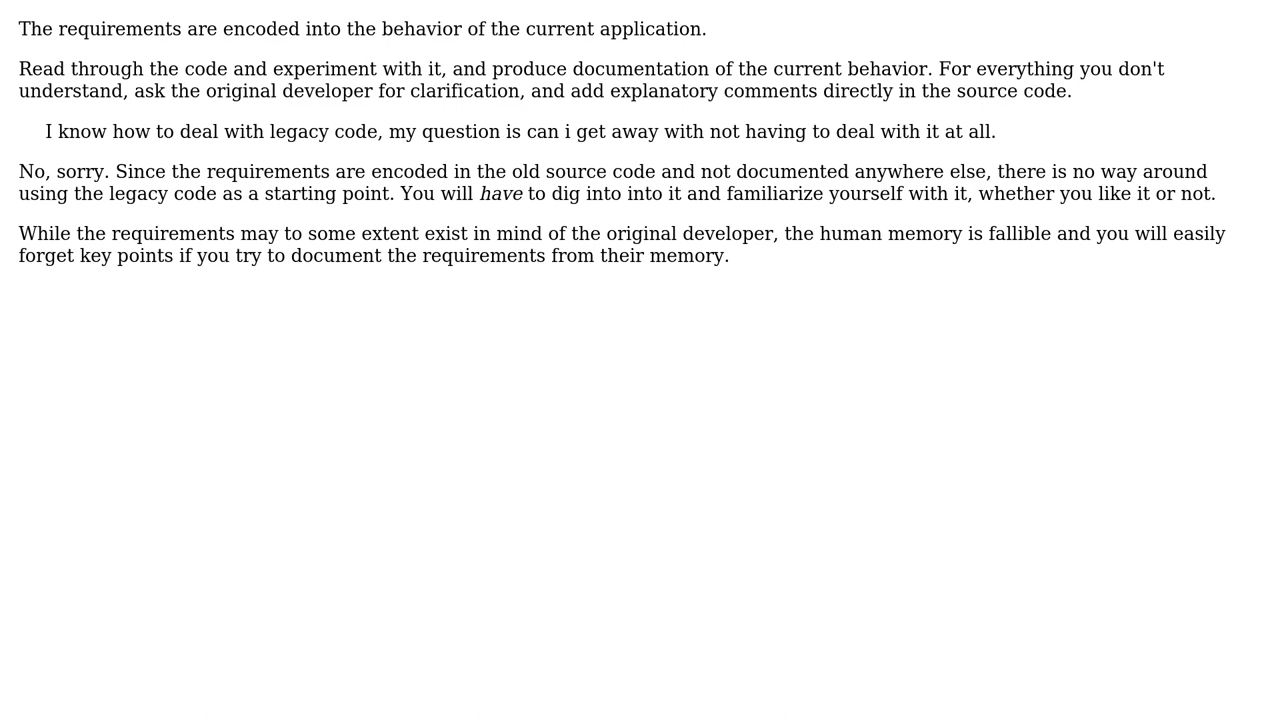 The requirements are encoded into the behavior of the current application.
Read through the code and experiment with it, and produce documentation of the current behavior. For everything you don't
understand, ask the original developer for clarification, and add explanatory comments directly in the source code.
I know how to deal with legacy code, my question is can i get away with not having to deal with it at all.
No, sorry. Since the requirements are encoded in the old source code and not documented anywhere else, there is no way around
using the legacy code as a starting point. You will have to dig into into it and familiarize yourself with it, whether you like it or not.
While the requirements may to some extent exist in mind of the original developer, the human memory is fallible and you will easily
forget key points if you try to document the requirements from their memory.